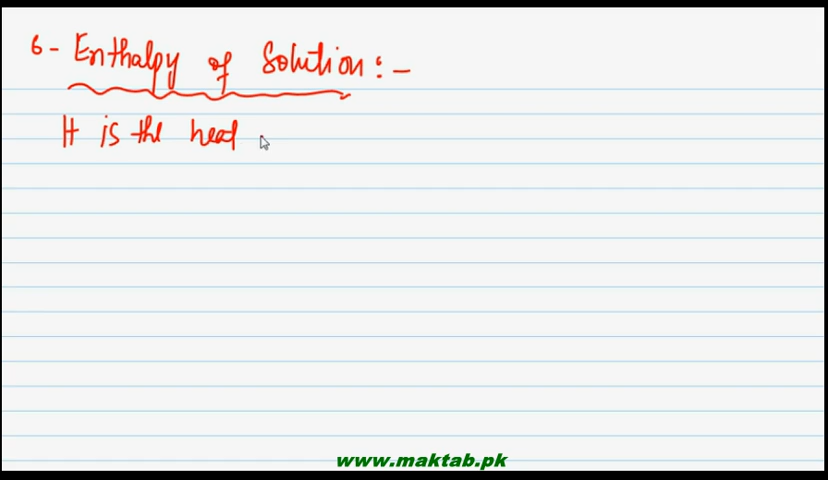 6- Enthalpy of Solution:-
It is the heat
www.maktab.pk